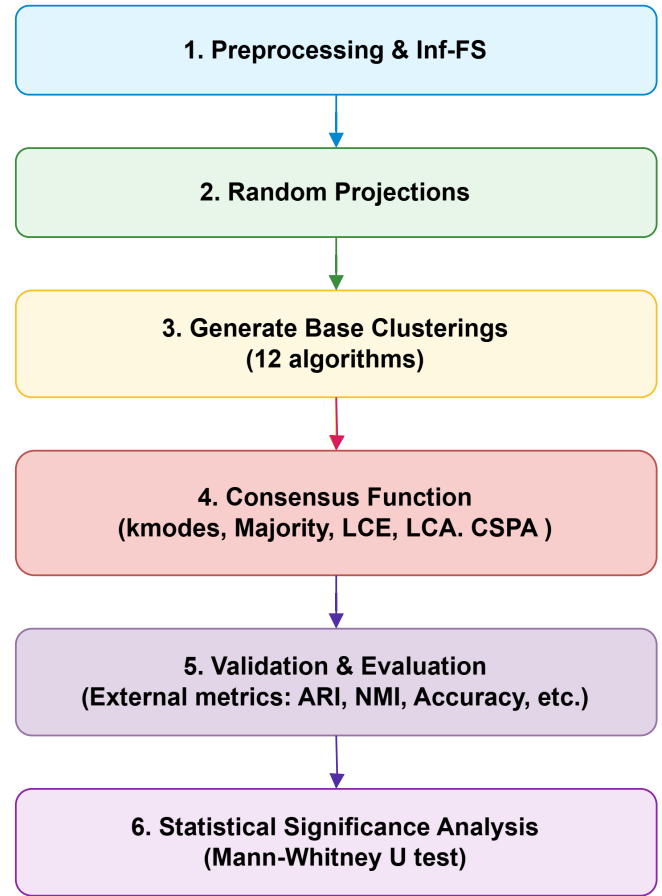 1. Preprocessing & Inf-FS
2. Random Projections
3. Generate Base Clusterings
(12 algorithms)
4. Consensus Function
(kmodes, Majority, LCE, LCA. CSPA )
5. Validation & Evaluation
(External metrics: ARI, NMI, Accuracy, etc.)
6. Statistical Significance Analysis
(Mann-Whitney U test)